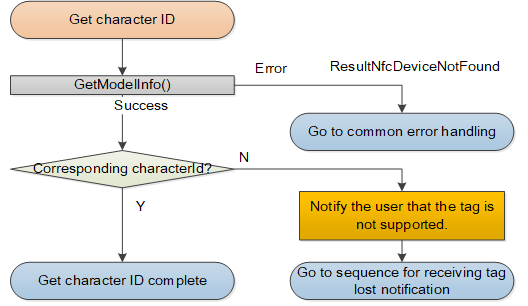 Get character ID
Error
ResultNfcDeviceNotFound
GetModelInfo()
Success
Go to common error handling
Corresponding characterId?
N
Notify the user that the tag is
not supported.
Y
Get character ID complete
Go to sequence for receiving tag
lost notification